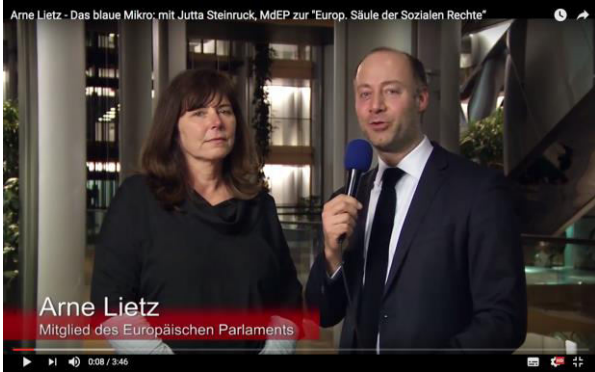 Arne Lietz - Das blaue Mikro: mit Jutta Steinruck, MdEP zur "Europ. Säule der Sozialen Rechte"
Arne Lietz
Mitglied des Europäischen Parlaments
0:08 / 3:46